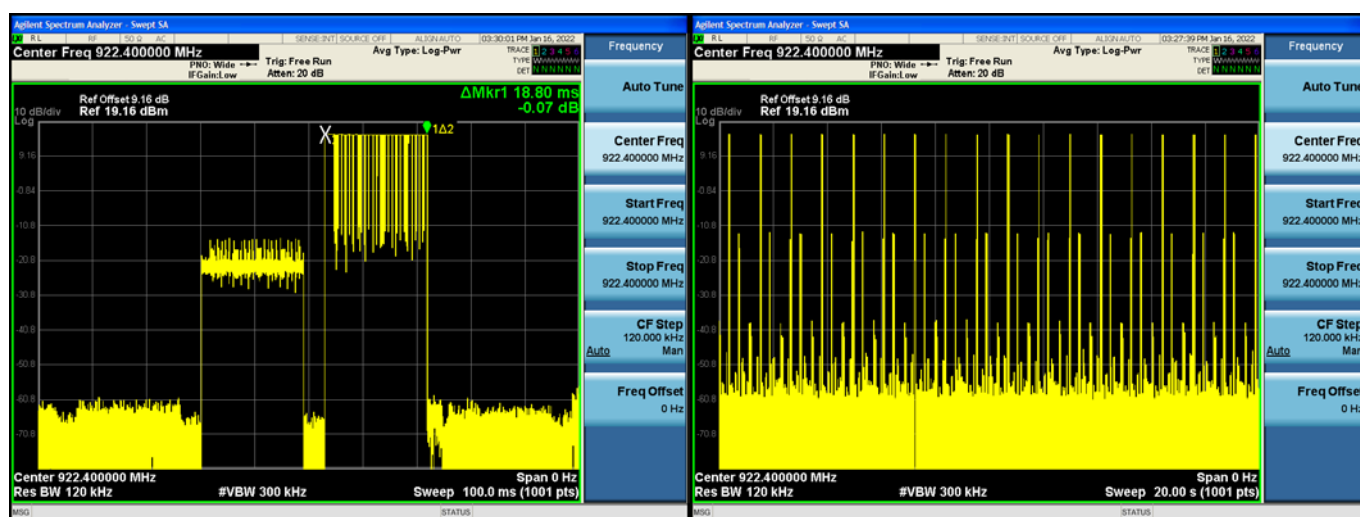 Agilent Spectrum Analyzer - Swept SA
RL RF 50 Ω AC SENSE:INT SOURCE OFF ALIGNAUTO 03:30:01 PM Jan 16, 2022
Center Freq 922.400000 MHz
Avg Type: Log-Pwr
TRACE 1 2 3 4 5 6
PNO: Wide
Trig: Free Run
TYPE
IFGain:Low
Atten: 20 dB
DET N N N N N N
ΔMkr1 18.80 ms
-0.07 dB
Ref Offset 9.16 dB
10 dB/div
Ref 19.16 dBm
Log
X
1Δ2
9.16
-0.84
-10.8
-20.8
-30.8
-40.8
-50.8
-60.8
-70.8
Center 922.400000 MHz
Span 0 Hz
Res BW 120 kHz
#VBW 300 kHz
Sweep 100.0 ms (1001 pts)
MSG
STATUS
Frequency
Auto Tune
Center Freq
922.400000 MHz
Start Freq
922.400000 MHz
Stop Freq
922.400000 MHz
CF Step
120.000 kHz
Auto Man
Freq Offset
0 Hz
Agilent Spectrum Analyzer - Swept SA
RL RF 50 Ω AC SENSE:INT SOURCE OFF ALIGNAUTO 03:27:39 PM Jan 16, 2022
Center Freq 922.400000 MHz
Avg Type: Log-Pwr
TRACE 1 2 3 4 5 6
PNO: Wide
Trig: Free Run
TYPE
IFGain:Low
Atten: 20 dB
DET N N N N N N
Ref Offset 9.16 dB
10 dB/div
Ref 19.16 dBm
Log
9.16
-0.84
-10.8
-20.8
-30.8
-40.8
-50.8
-60.8
-70.8
Center 922.400000 MHz
Span 0 Hz
Res BW 120 kHz
#VBW 300 kHz
Sweep 20.00 s (1001 pts)
MSG
STATUS
Frequency
Auto Tune
Center Freq
922.400000 MHz
Start Freq
922.400000 MHz
Stop Freq
922.400000 MHz
CF Step
120.000 kHz
Auto Man
Freq Offset
0 Hz